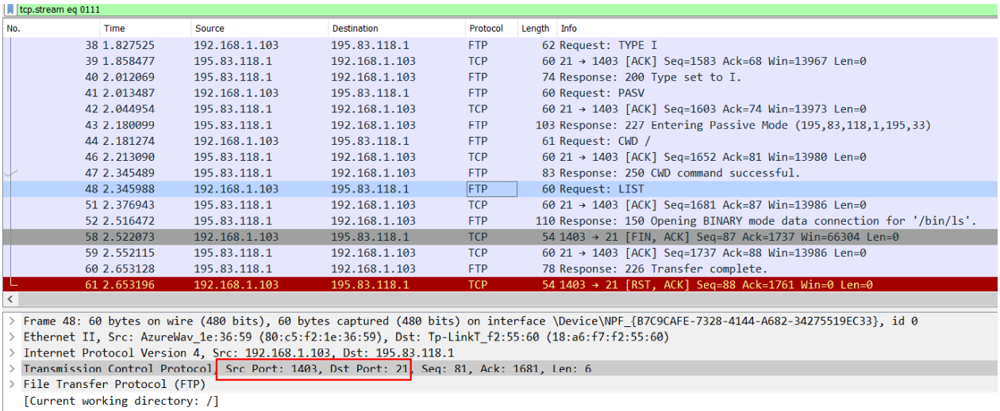 tcp.stream eq 0111
No. Time Source Destination Protocol Length Info
38 1.827525 192.168.1.103 195.83.118.1 FTP 62 Request: TYPE I
39 1.858477 195.83.118.1 192.168.1.103 TCP 60 21 → 1403 [ACK] Seq=1583 Ack=68 Win=13967 Len=0
40 2.012069 195.83.118.1 192.168.1.103 FTP 74 Response: 200 Type set to I.
41 2.013487 192.168.1.103 195.83.118.1 FTP 60 Request: PASV
42 2.044954 195.83.118.1 192.168.1.103 TCP 60 21 → 1403 [ACK] Seq=1603 Ack=74 Win=13973 Len=0
43 2.180099 195.83.118.1 192.168.1.103 FTP 103 Response: 227 Entering Passive Mode (195,83,118,1,195,33)
44 2.181274 192.168.1.103 195.83.118.1 FTP 61 Request: CWD /
46 2.213090 195.83.118.1 192.168.1.103 TCP 60 21 → 1403 [ACK] Seq=1652 Ack=81 Win=13980 Len=0
47 2.345489 195.83.118.1 192.168.1.103 FTP 83 Response: 250 CWD command successful.
48 2.345988 192.168.1.103 195.83.118.1 FTP 60 Request: LIST
51 2.376943 195.83.118.1 192.168.1.103 TCP 60 21 → 1403 [ACK] Seq=1681 Ack=87 Win=13986 Len=0
52 2.516472 195.83.118.1 192.168.1.103 FTP 110 Response: 150 Opening BINARY mode data connection for '/bin/ls'.
58 2.522073 192.168.1.103 195.83.118.1 TCP 54 1403 → 21 [FIN, ACK] Seq=87 Ack=1737 Win=66304 Len=0
59 2.552115 195.83.118.1 192.168.1.103 TCP 60 21 → 1403 [ACK] Seq=1737 Ack=88 Win=13986 Len=0
60 2.653128 195.83.118.1 192.168.1.103 FTP 78 Response: 226 Transfer complete.
61 2.653196 192.168.1.103 195.83.118.1 TCP 54 1403 → 21 [RST, ACK] Seq=88 Ack=1761 Win=0 Len=0
Frame 48: 60 bytes on wire (480 bits), 60 bytes captured (480 bits) on interface \Device\NPF_{B7C9CAFE-7328-4144-A682-34275519EC33}, id 0
Ethernet II, Src: AzureWav_1e:36:59 (80:c5:f2:1e:36:59), Dst: Tp-LinkT_f2:55:60 (18:a6:f7:f2:55:60)
Internet Protocol Version 4, Src: 192.168.1.103, Dst: 195.83.118.1
Transmission Control Protocol, Src Port: 1403, Dst Port: 21, Seq: 81, Ack: 1681, Len: 6
File Transfer Protocol (FTP)
[Current working directory: /]